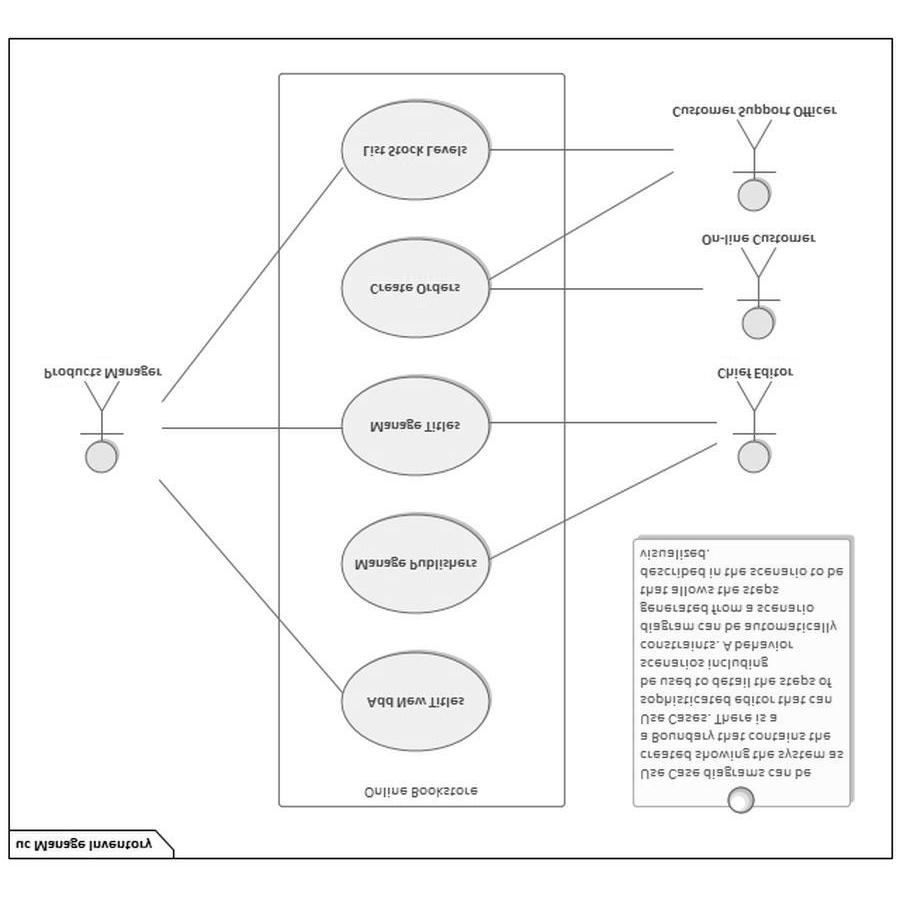 uc Manage Inventory
Online Bookstore
Add New Titles
Manage Publishers
Manage Titles
Create Orders
List Stock Levels
Products Manager
Chief Editor
On-line Customer
Customer Support Officer
Use Case diagrams can be
created showing the system as
a Boundary that contains the
Use Cases. There is a
sophisticated editor that can
be used to detail the steps of
scenarios including
constraints. A behavior
diagram can be automatically
generated from a scenario
that allows the steps
described in the scenario to be
visualized.